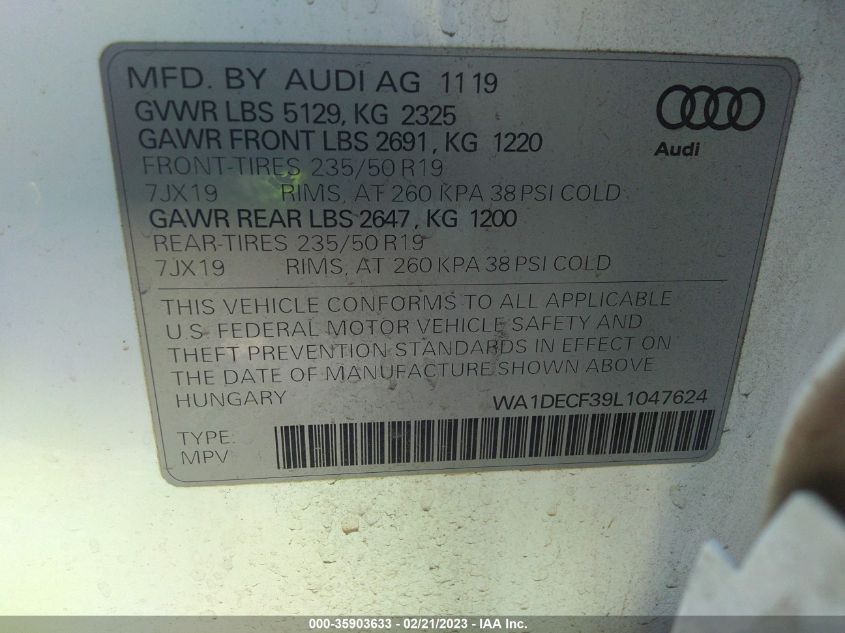 MFD. BY AUDI AG 1119
GVWR LBS 5129, KG 2325
GAWR FRONT LBS 2691, KG 1220
FRONT-TIRES 235/50 R19
7JX19 RIMS, AT 260 KPA 38 PSI COLD
GAWR REAR LBS 2647, KG 1200
REAR-TIRES 235/50 R19
7JX19 RIMS, AT 260 KPA 38 PSI COLD
Audi
THIS VEHICLE CONFORMS TO ALL APPLICABLE
U.S. FEDERAL MOTOR VEHICLE SAFETY AND
THEFT PREVENTION STANDARDS IN EFFECT ON
THE DATE OF MANUFACTURE SHOWN ABOVE
HUNGARY WA1DECF39L1047624
TYPE:
MPV
000-35903633 - 02/21/2023 - IAA Inc.